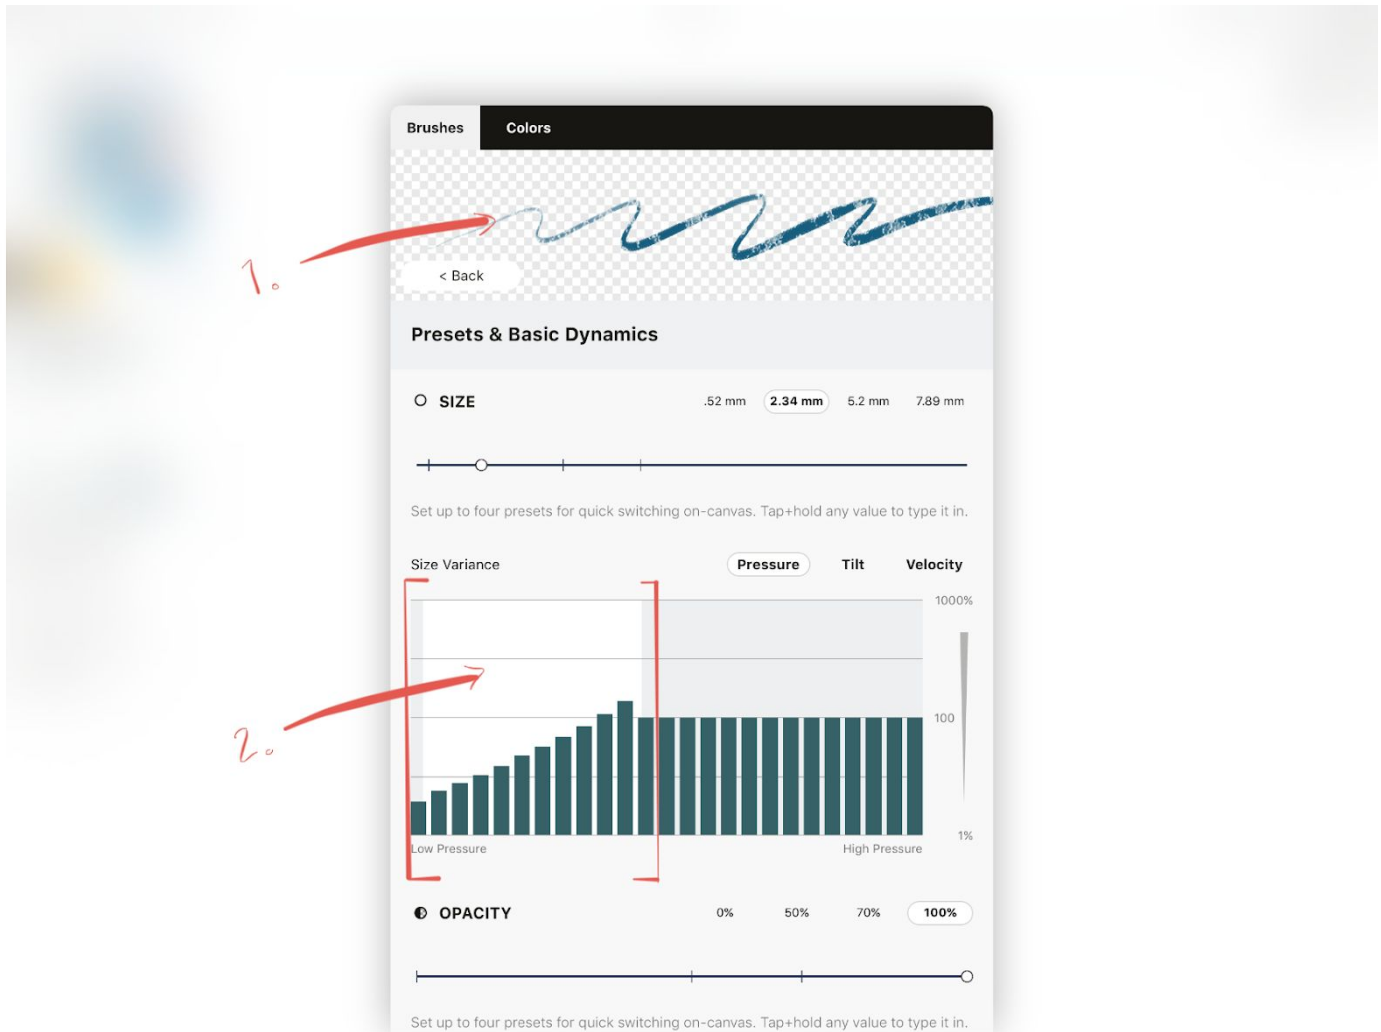 Brushes Colors
1.
< Back
Presets & Basic Dynamics
SIZE .52 mm 2.34 mm 5.2 mm 7.89 mm
Set up to four presets for quick switching on-canvas. Tap+hold any value to type it in.
Size Variance Pressure Tilt Velocity
1000%
100
2.
1%
Low Pressure High Pressure
OPACITY 0% 50% 70% 100%
Set up to four presets for quick switching on-canvas. Tap+hold any value to type it in.